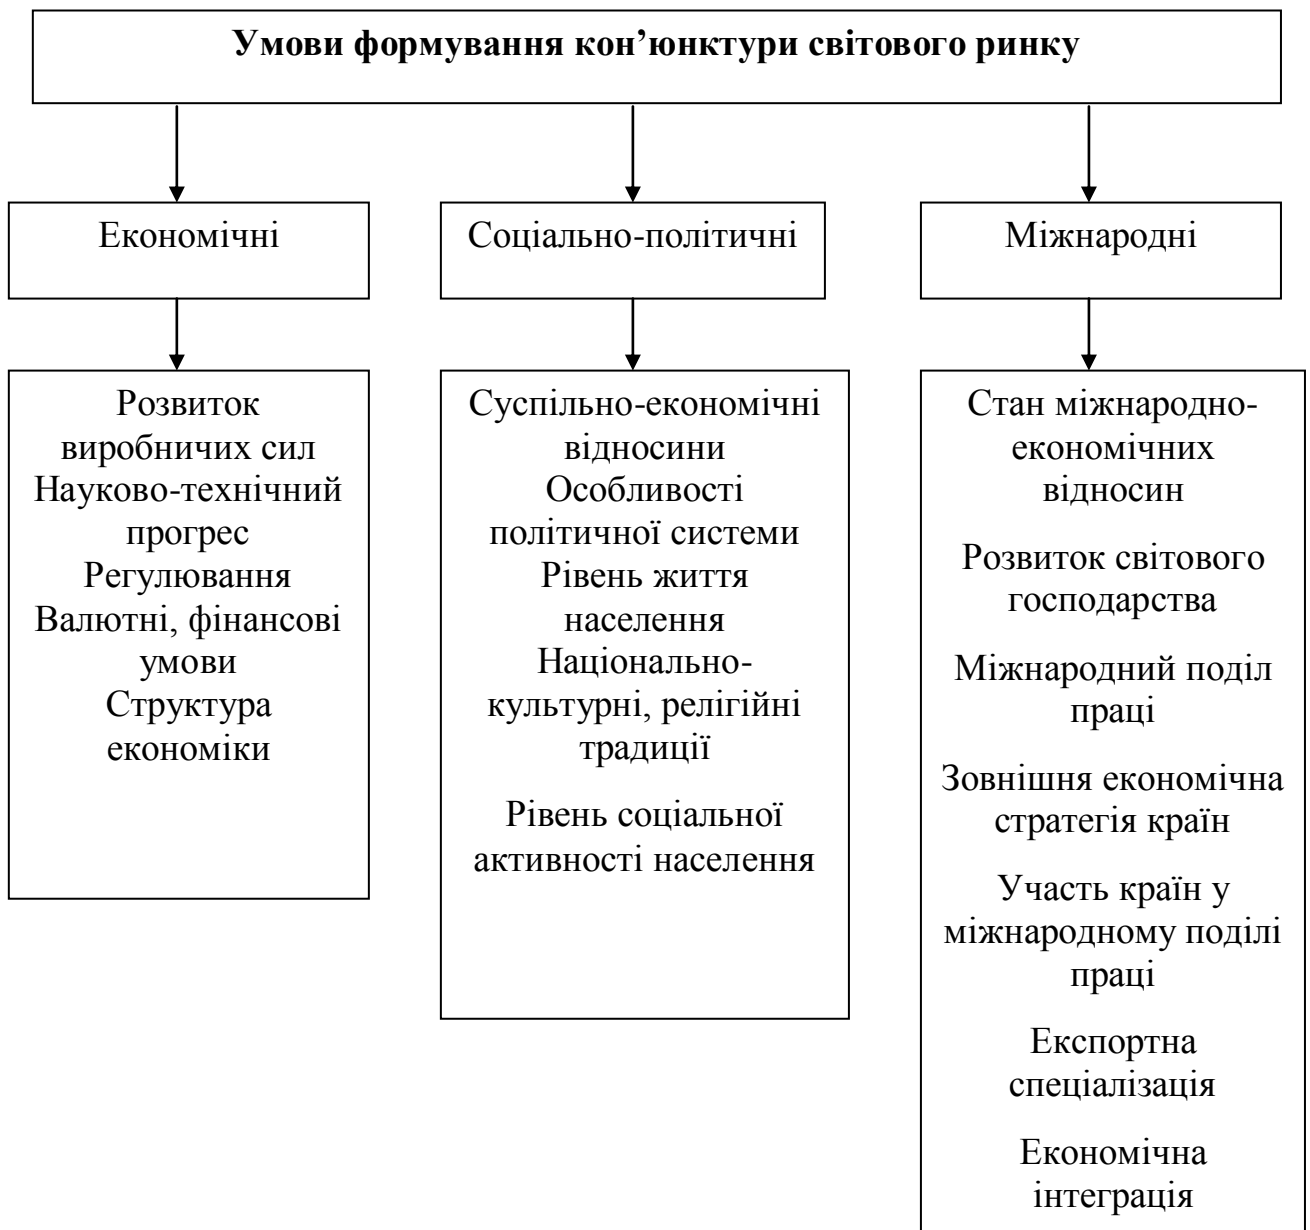 Умови формування кон’юнктури світового ринку
Економічні
Соціально-політичні
Міжнародні
Розвиток
виробничих сил
Науково-технічний
прогрес
Регулювання
Валютні, фінансові
умови
Структура
економіки
Суспільно-економічні
відносини
Особливості
політичної системи
Рівень життя
населення
Національно-
культурні, релігійні
традиції
Рівень соціальної
активності населення
Стан міжнародно-
економічних
відносин
Розвиток світового
господарства
Міжнародний поділ
праці
Зовнішня економічна
стратегія країн
Участь країн у
міжнародному поділі
праці
Експортна
спеціалізація
Економічна
інтеграція